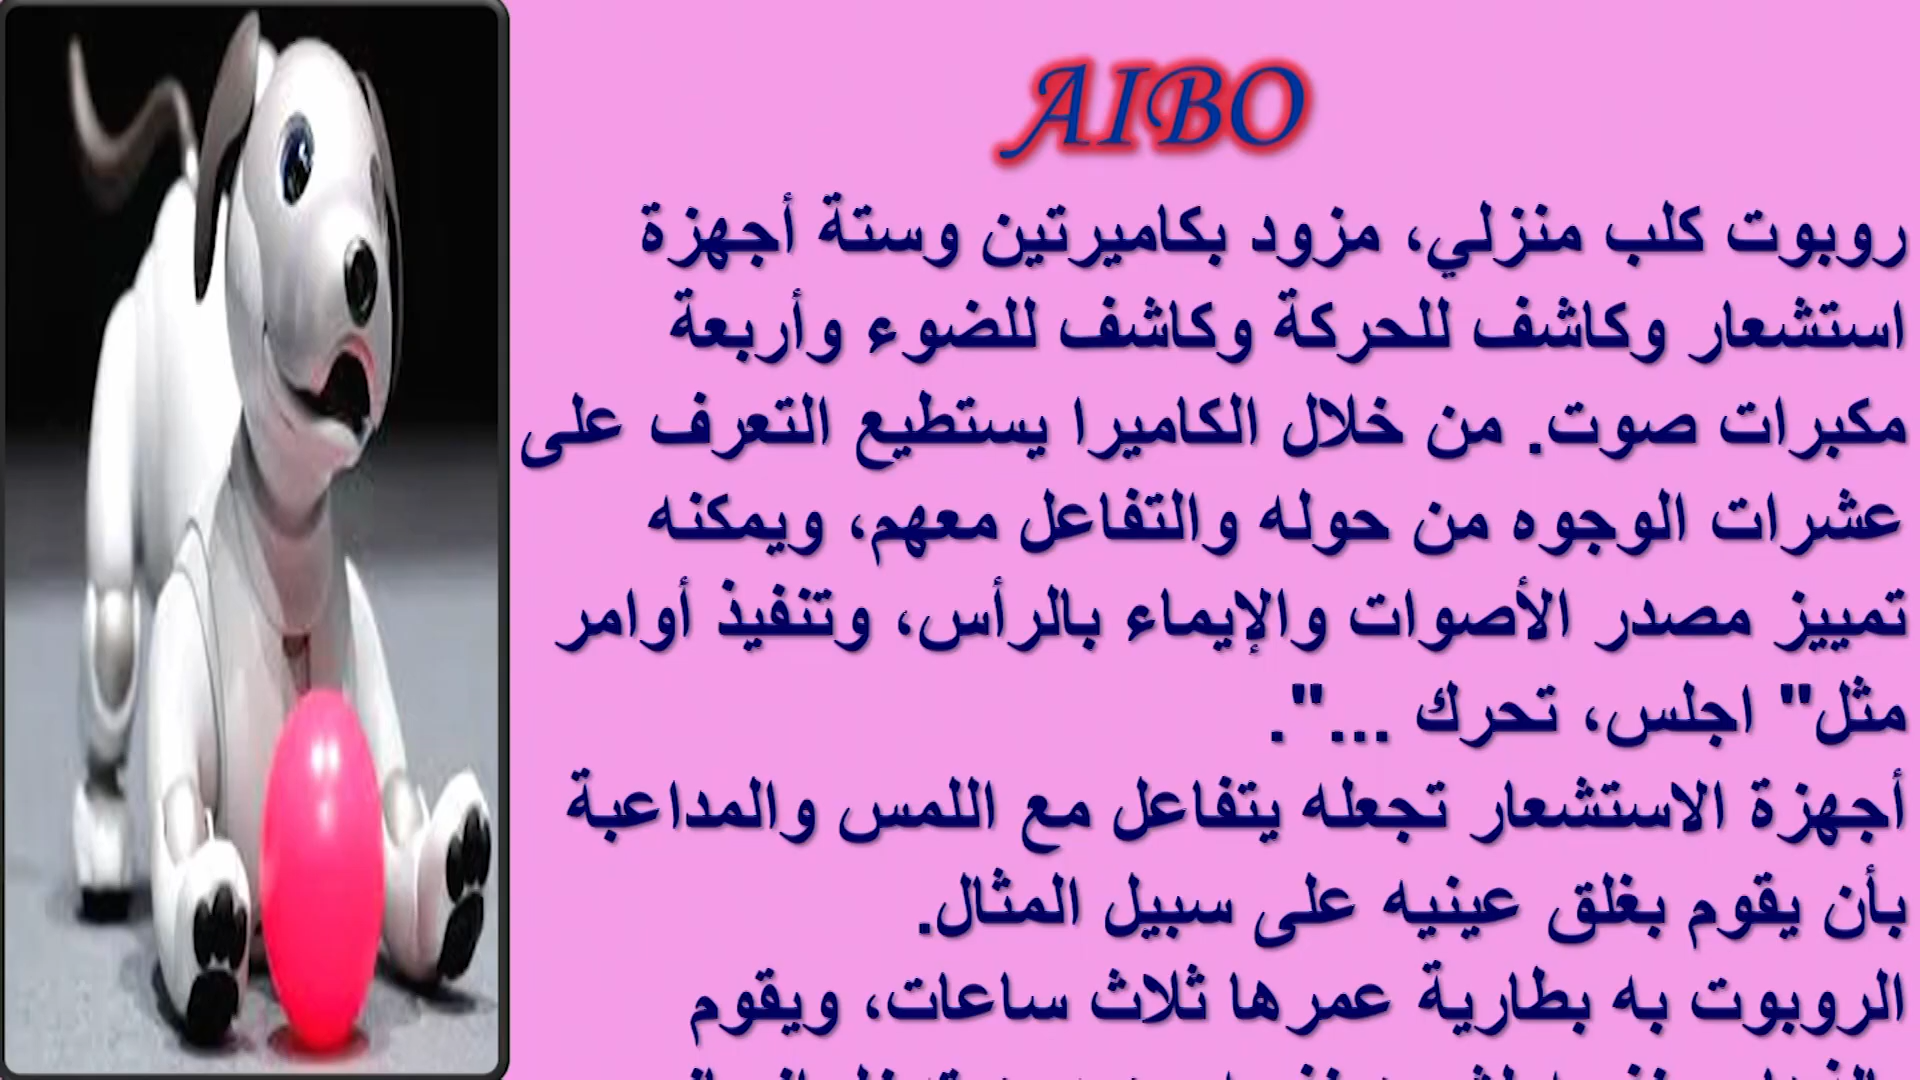 AIBO
روبوت كلب منزلي، مزود بكاميرتين وستة أجهزة
استشعار وكاشف للحركة وكاشف للضوء وأربعة
مكبرات صوت. من خلال الكاميرا يستطيع التعرف على
عشرات الوجوه من حوله والتفاعل معهم، ويمكنه
تمييز مصدر الأصوات والإيماء بالرأس، وتنفيذ أوامر
مثل" اجلس، تحرك ...".
أجهزة الاستشعار تجعله يتفاعل مع اللمس والمداعبة
بأن يقوم بغلق عينيه على سبيل المثال.
الروبوت به بطارية عمرها ثلاث ساعات، ويقوم